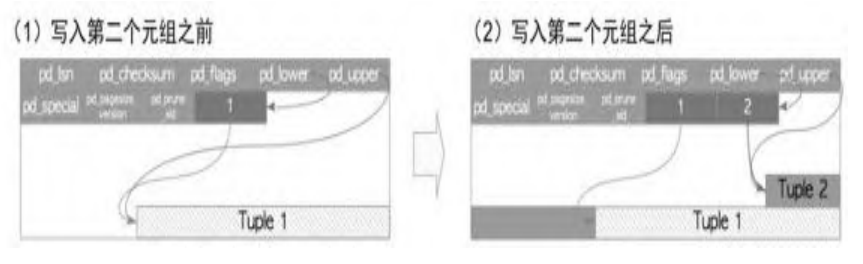 (1) 写入第二个元组之前
pd_lsn pd_checksum pd_flags pd_lower pd_upper
pd_special pd_pagesize version pd_prune xid 1
Tuple 1
(2) 写入第二个元组之后
pd_lsn pd_checksum pd_flags pd_lower pd_upper
pd_special pd_pagesize version pd_prune xid 1 2
Tuple 2
Tuple 1